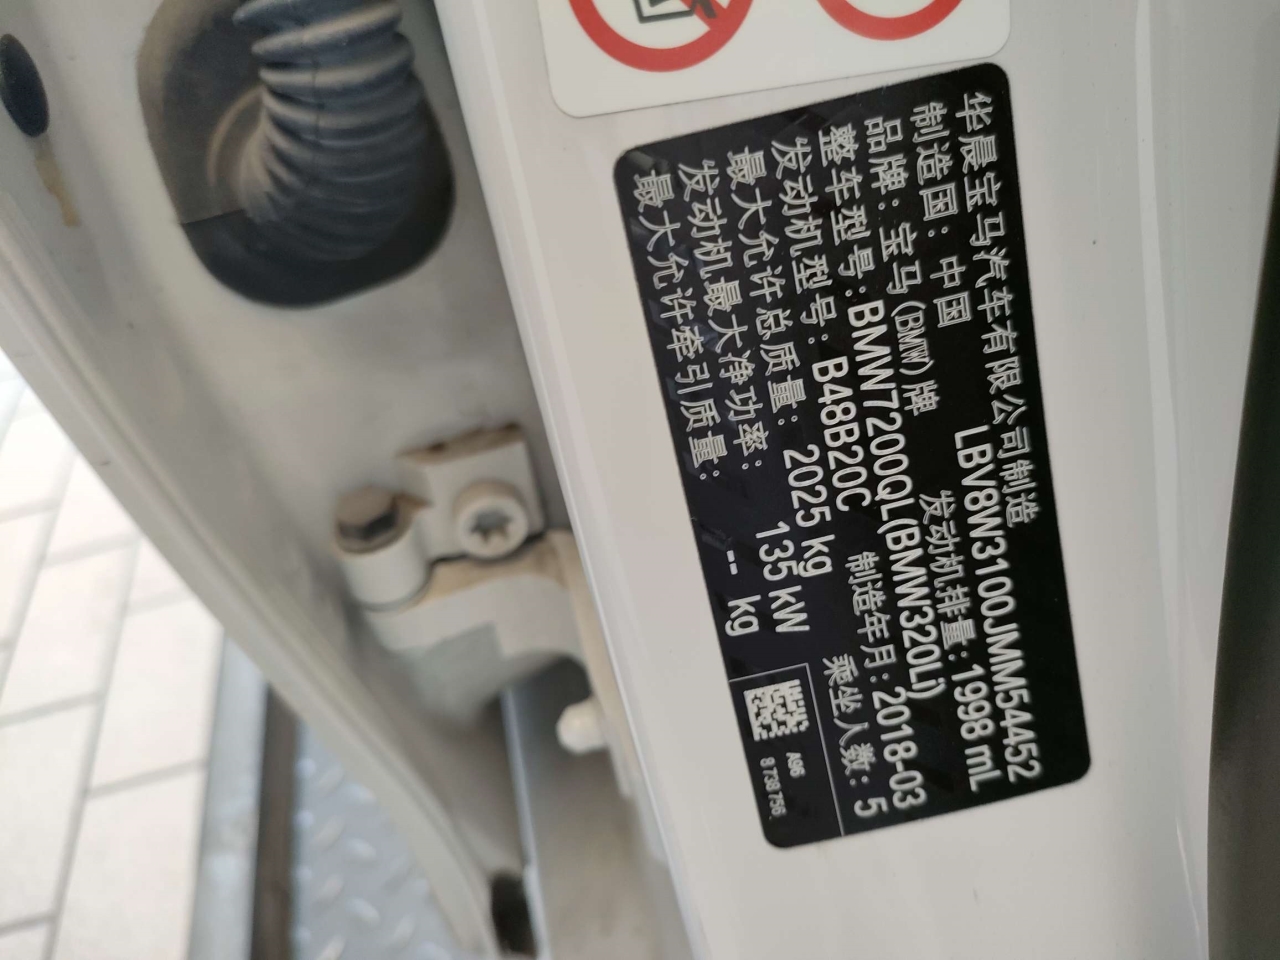 华晨宝马汽车有限公司制造
制造国：中国 LBV8W3100JMM54452
品牌：宝马(BMW)牌 发动机排量：1998 mL
整车型号：BMW7200QL(BMW320Li)
发动机型号：B48B20C 制造年月：2018-03
最大允许总质量：2025 kg 乘坐人数：5
发动机最大净功率：135 kW
最大允许牵引质量：-- kg
A96
8 738 756